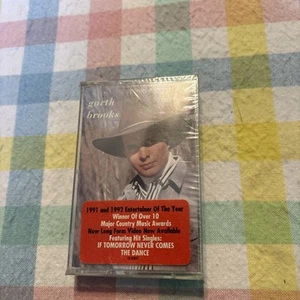 garth
brooks
1991 and 1992 Entertainer Of The Year
Winner Of Over 10
Major Country Music Awards
New Long Form Video Now Available
Featuring Hit Singles:
IF TOMORROW NEVER COMES
THE DANCE